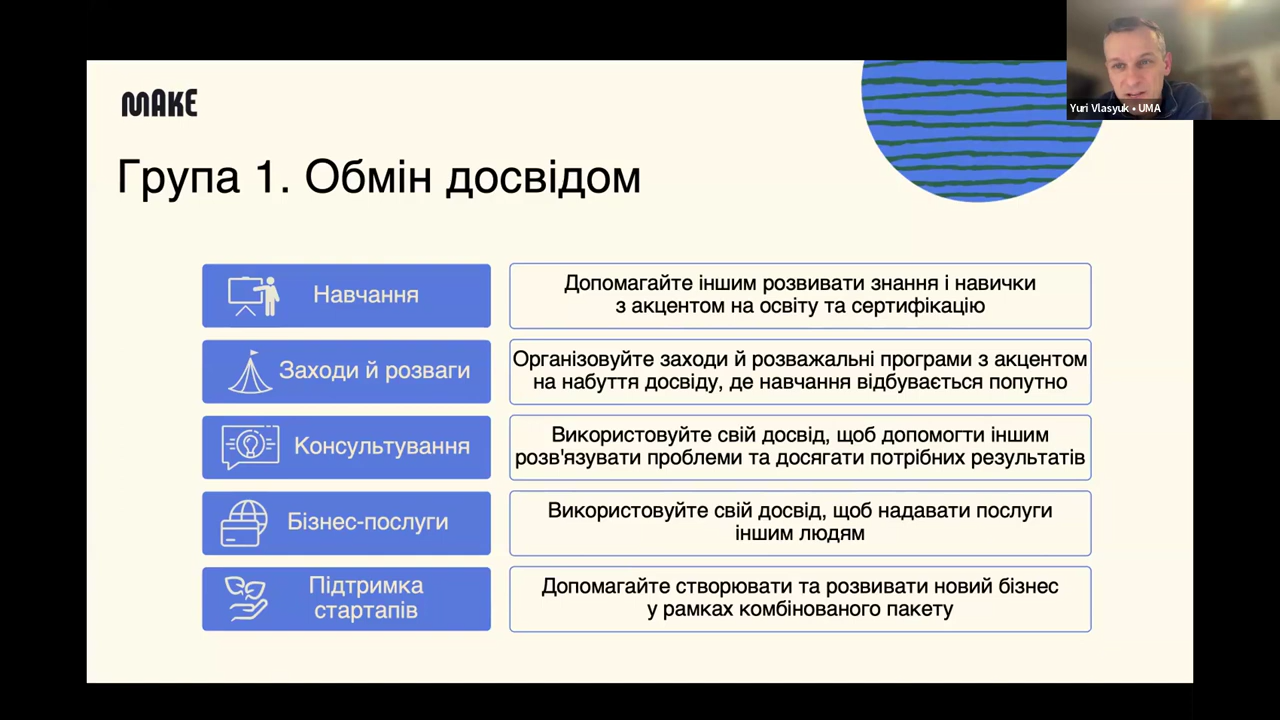 MAKE
Yuri Vlasyuk • UMA
Група 1. Обмін досвідом
Навчання
Допомагайте іншим розвивати знання і навички
з акцентом на освіту та сертифікацію
Заходи й розваги
Організовуйте заходи й розважальні програми з акцентом
на набуття досвіду, де навчання відбувається попутно
Консультування
Використовуйте свій досвід, щоб допомогти іншим
розв'язувати проблеми та досягати потрібних результатів
Бізнес-послуги
Використовуйте свій досвід, щоб надавати послуги
іншим людям
Підтримка
стартапів
Допомагайте створювати та розвивати новий бізнес
у рамках комбінованого пакету